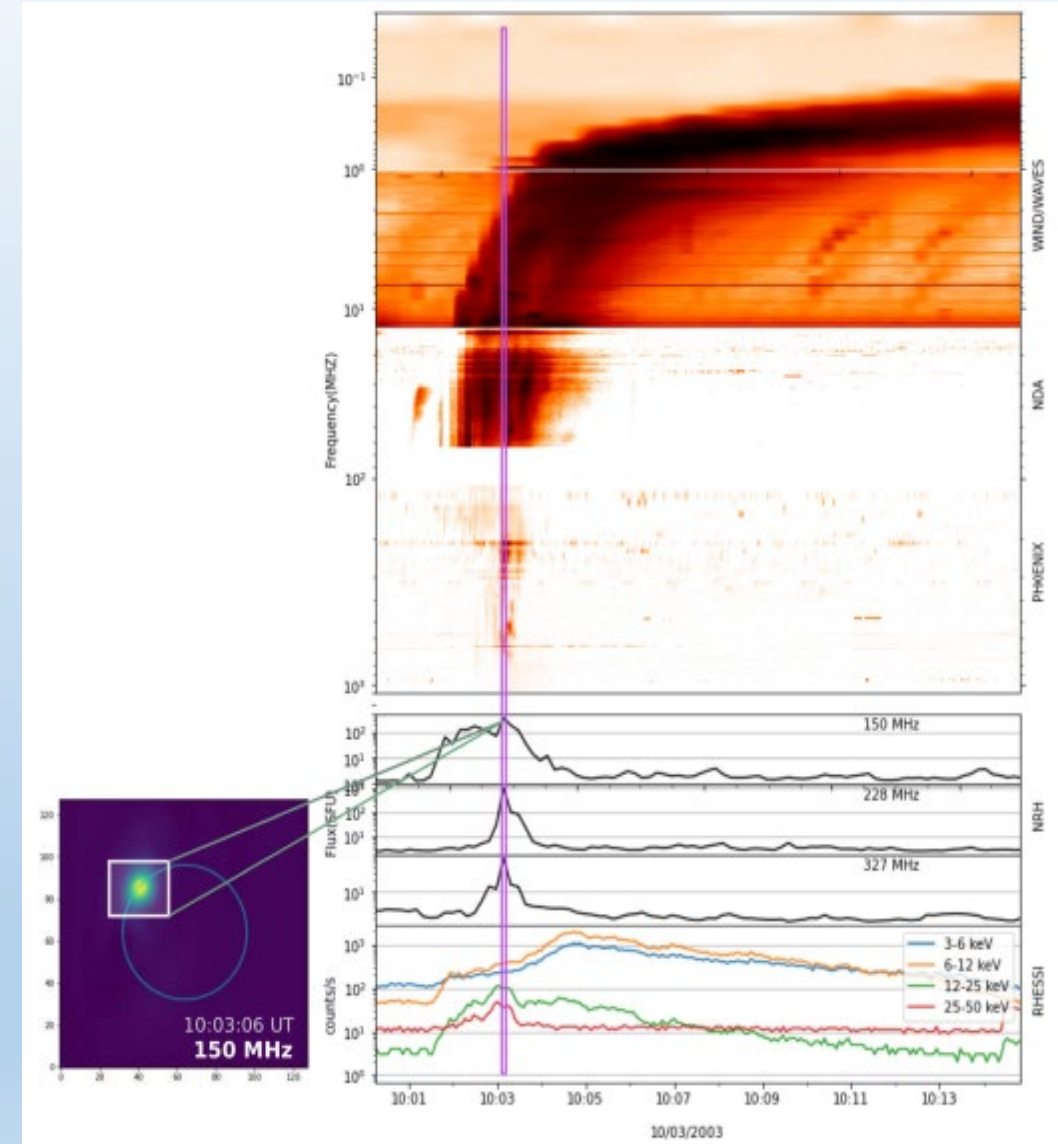 10⁻¹
10⁰
10¹
10²
10³
Frequency(MHZ)
WIND/WAVES
NDA
PHOENIX
150 MHz
10²
10¹
228 MHz
10²
10¹
327 MHz
10¹
Flux(SFU)
NRH
3-6 keV
6-12 keV
12-25 keV
25-50 keV
10³
10²
10¹
10⁰
counts/s
RHESSI
10:01 10:03 10:05 10:07 10:09 10:11 10:13
10/03/2003
120
100
80
60
40
20
0
10:03:06 UT
150 MHz
0 20 40 60 80 100 120